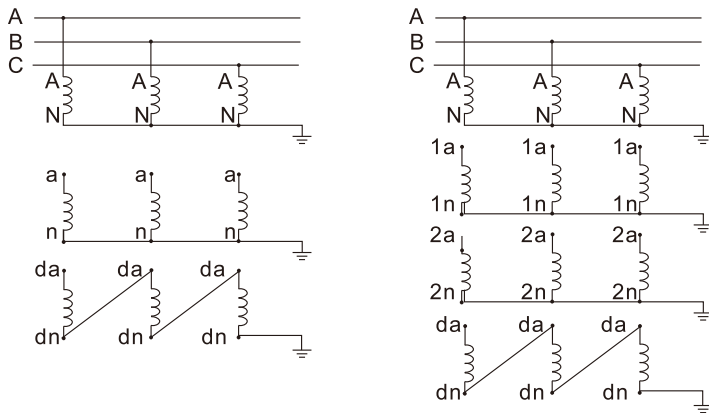 A
B
C
A A A
N N N
a a a
n n n
da da da
dn dn dn
A
B
C
A A A
N N N
1a 1a 1a
1n 1n 1n
2a 2a 2a
2n 2n 2n
da da da
dn dn dn